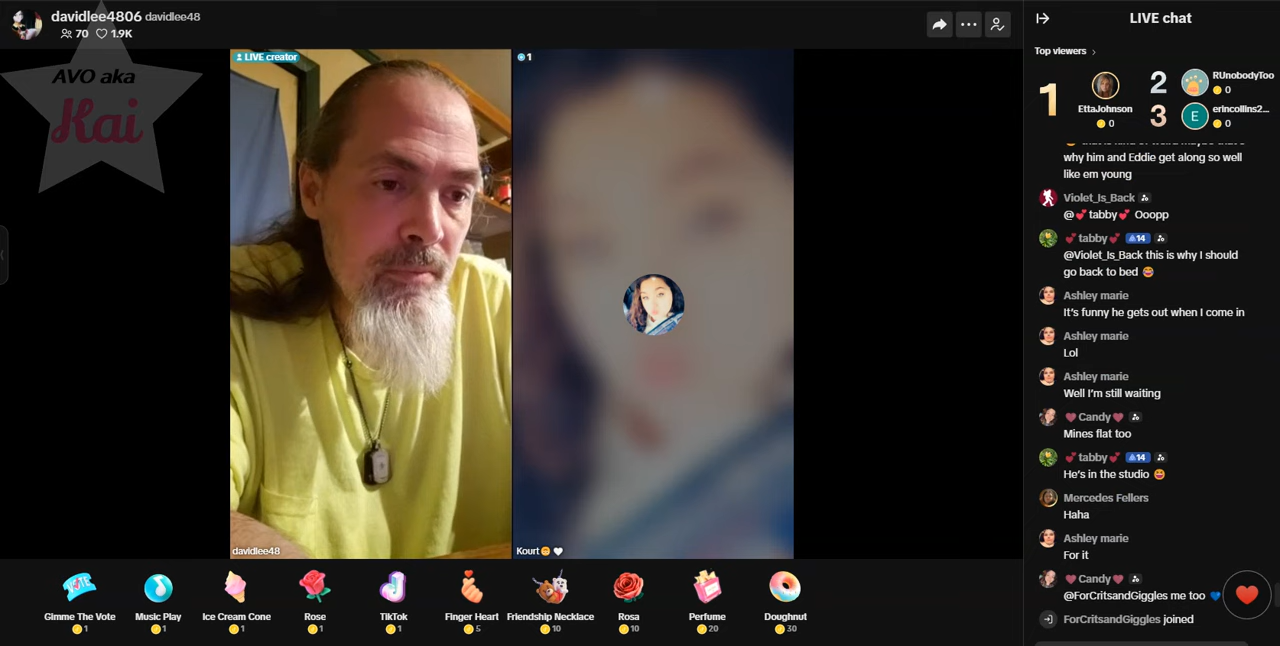 davidlee4806 davidlee48
70 1.9K
AVO aka
Kai
LIVE creator
1
davidlee48
Kourt
Gimme The Vote
1
Music Play
1
Ice Cream Cone
1
Rose
1
TikTok
1
Finger Heart
5
Friendship Necklace
10
Rosa
10
Perfume
20
Doughnut
30
LIVE chat
Top viewers
1
EttaJohnson
0
2
RUnobodyToo
0
3
E
erincollins2...
0
why him and Eddie get along so well
like em young
Violet_Is_Back
@💕tabby💕 Ooopp
💕tabby💕 14
@Violet_Is_Back this is why I should
go back to bed
Ashley marie
It's funny he gets out when I come in
Ashley marie
Lol
Ashley marie
Well I'm still waiting
Candy
Mines flat too
💕tabby💕 14
He's in the studio
Mercedes Fellers
Haha
Ashley marie
For it
Candy
@ForCritsandGiggles me too
ForCritsandGiggles joined